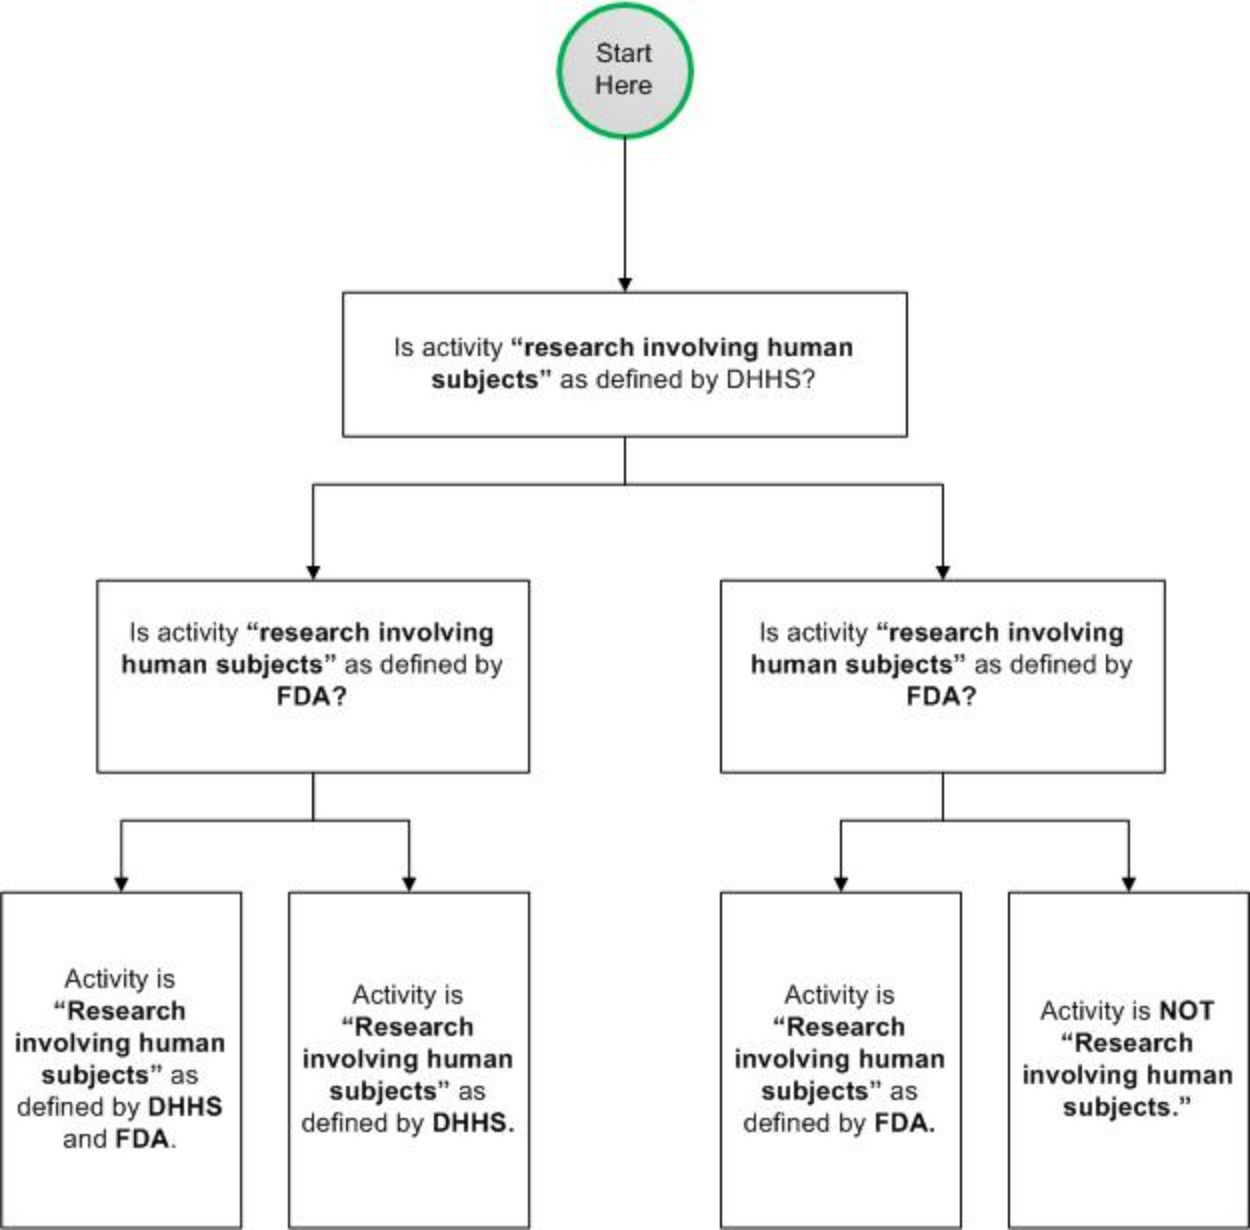 Start
Here
Is activity “research involving human
subjects” as defined by DHHS?
Is activity “research involving
human subjects” as defined by
FDA?
Is activity “research involving
human subjects” as defined by
FDA?
Activity is
“Research
involving human
subjects” as
defined by DHHS
and FDA.
Activity is
“Research
involving human
subjects” as
defined by DHHS.
Activity is
“Research
involving human
subjects” as
defined by FDA.
Activity is NOT
“Research
involving human
subjects.”